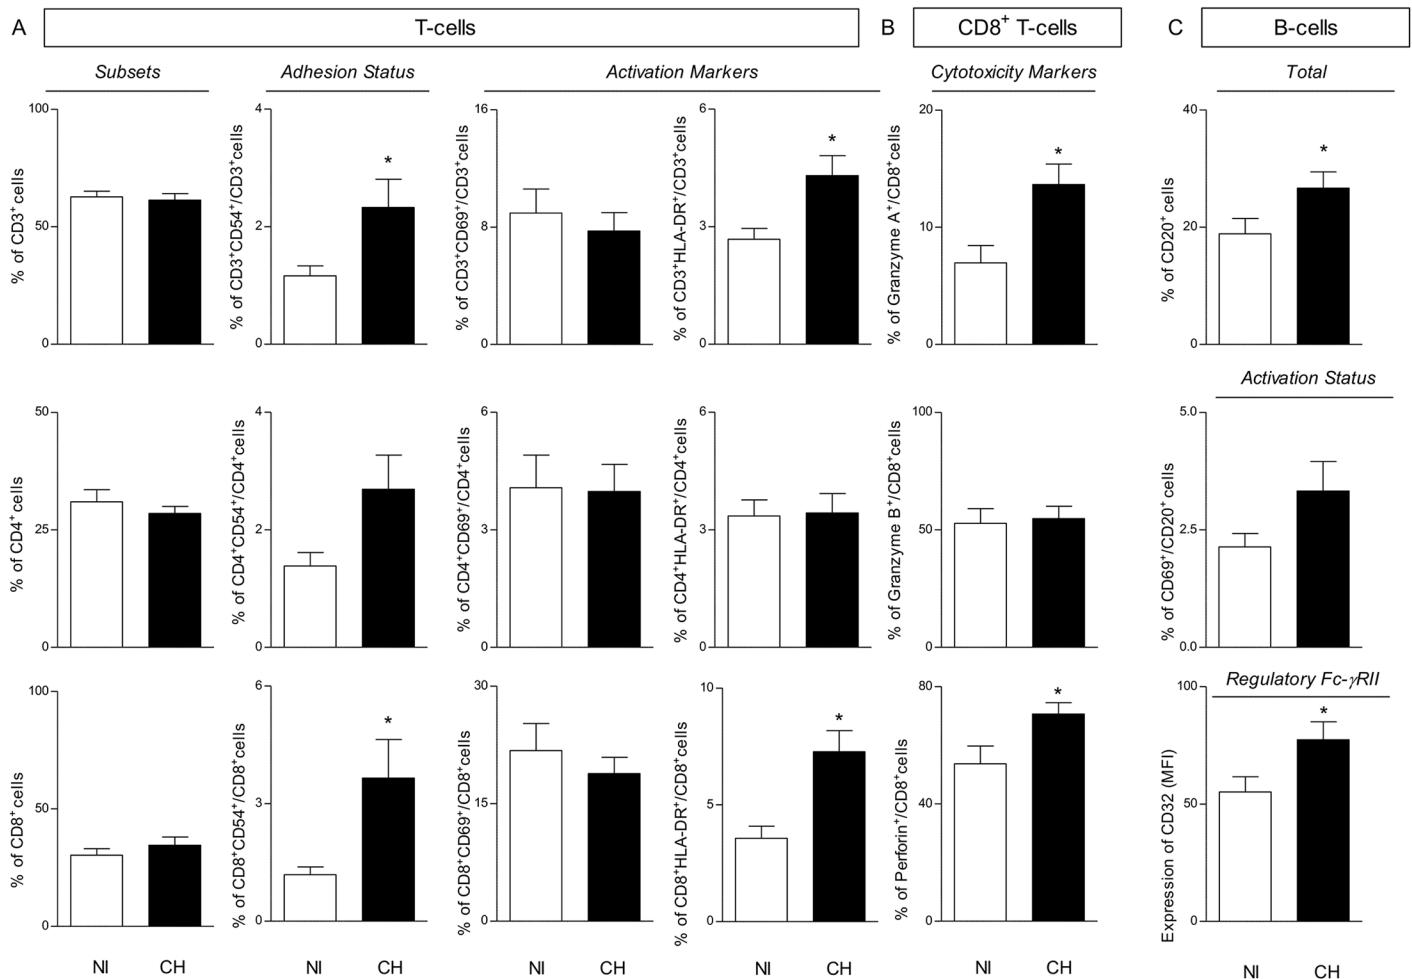 A
T-cells
B
CD8+ T-cells
C
B-cells
Subsets
Adhesion Status
Activation Markers
Cytotoxicity Markers
Total
% of CD3+ cells
100
50
0
% of CD3+CD54+/CD3+cells
4
2
0
*
% of CD3+CD69+/CD3+cells
16
8
0
% of CD3+HLA-DR+/CD3+cells
6
3
0
*
% of Granzyme A+/CD8+cells
20
10
0
*
% of CD20+ cells
40
20
0
*
Activation Status
% of CD4+ cells
50
25
0
% of CD4+CD54+/CD4+cells
4
2
0
% of CD4+CD69+/CD4+cells
6
3
0
% of CD4+HLA-DR+/CD4+cells
6
3
0
% of Granzyme B+/CD8+cells
100
50
0
% of CD69+/CD20+ cells
5.0
2.5
0.0
Regulatory Fc-γRII
% of CD8+ cells
100
50
0
% of CD8+CD54+/CD8+cells
6
3
0
*
% of CD8+CD69+/CD8+cells
30
15
0
% of CD8+HLA-DR+/CD8+cells
10
5
0
*
% of Perforin+/CD8+cells
80
40
0
*
Expression of CD32 (MFI)
100
50
0
*
NI CH
NI CH
NI CH
NI CH
NI CH
NI CH